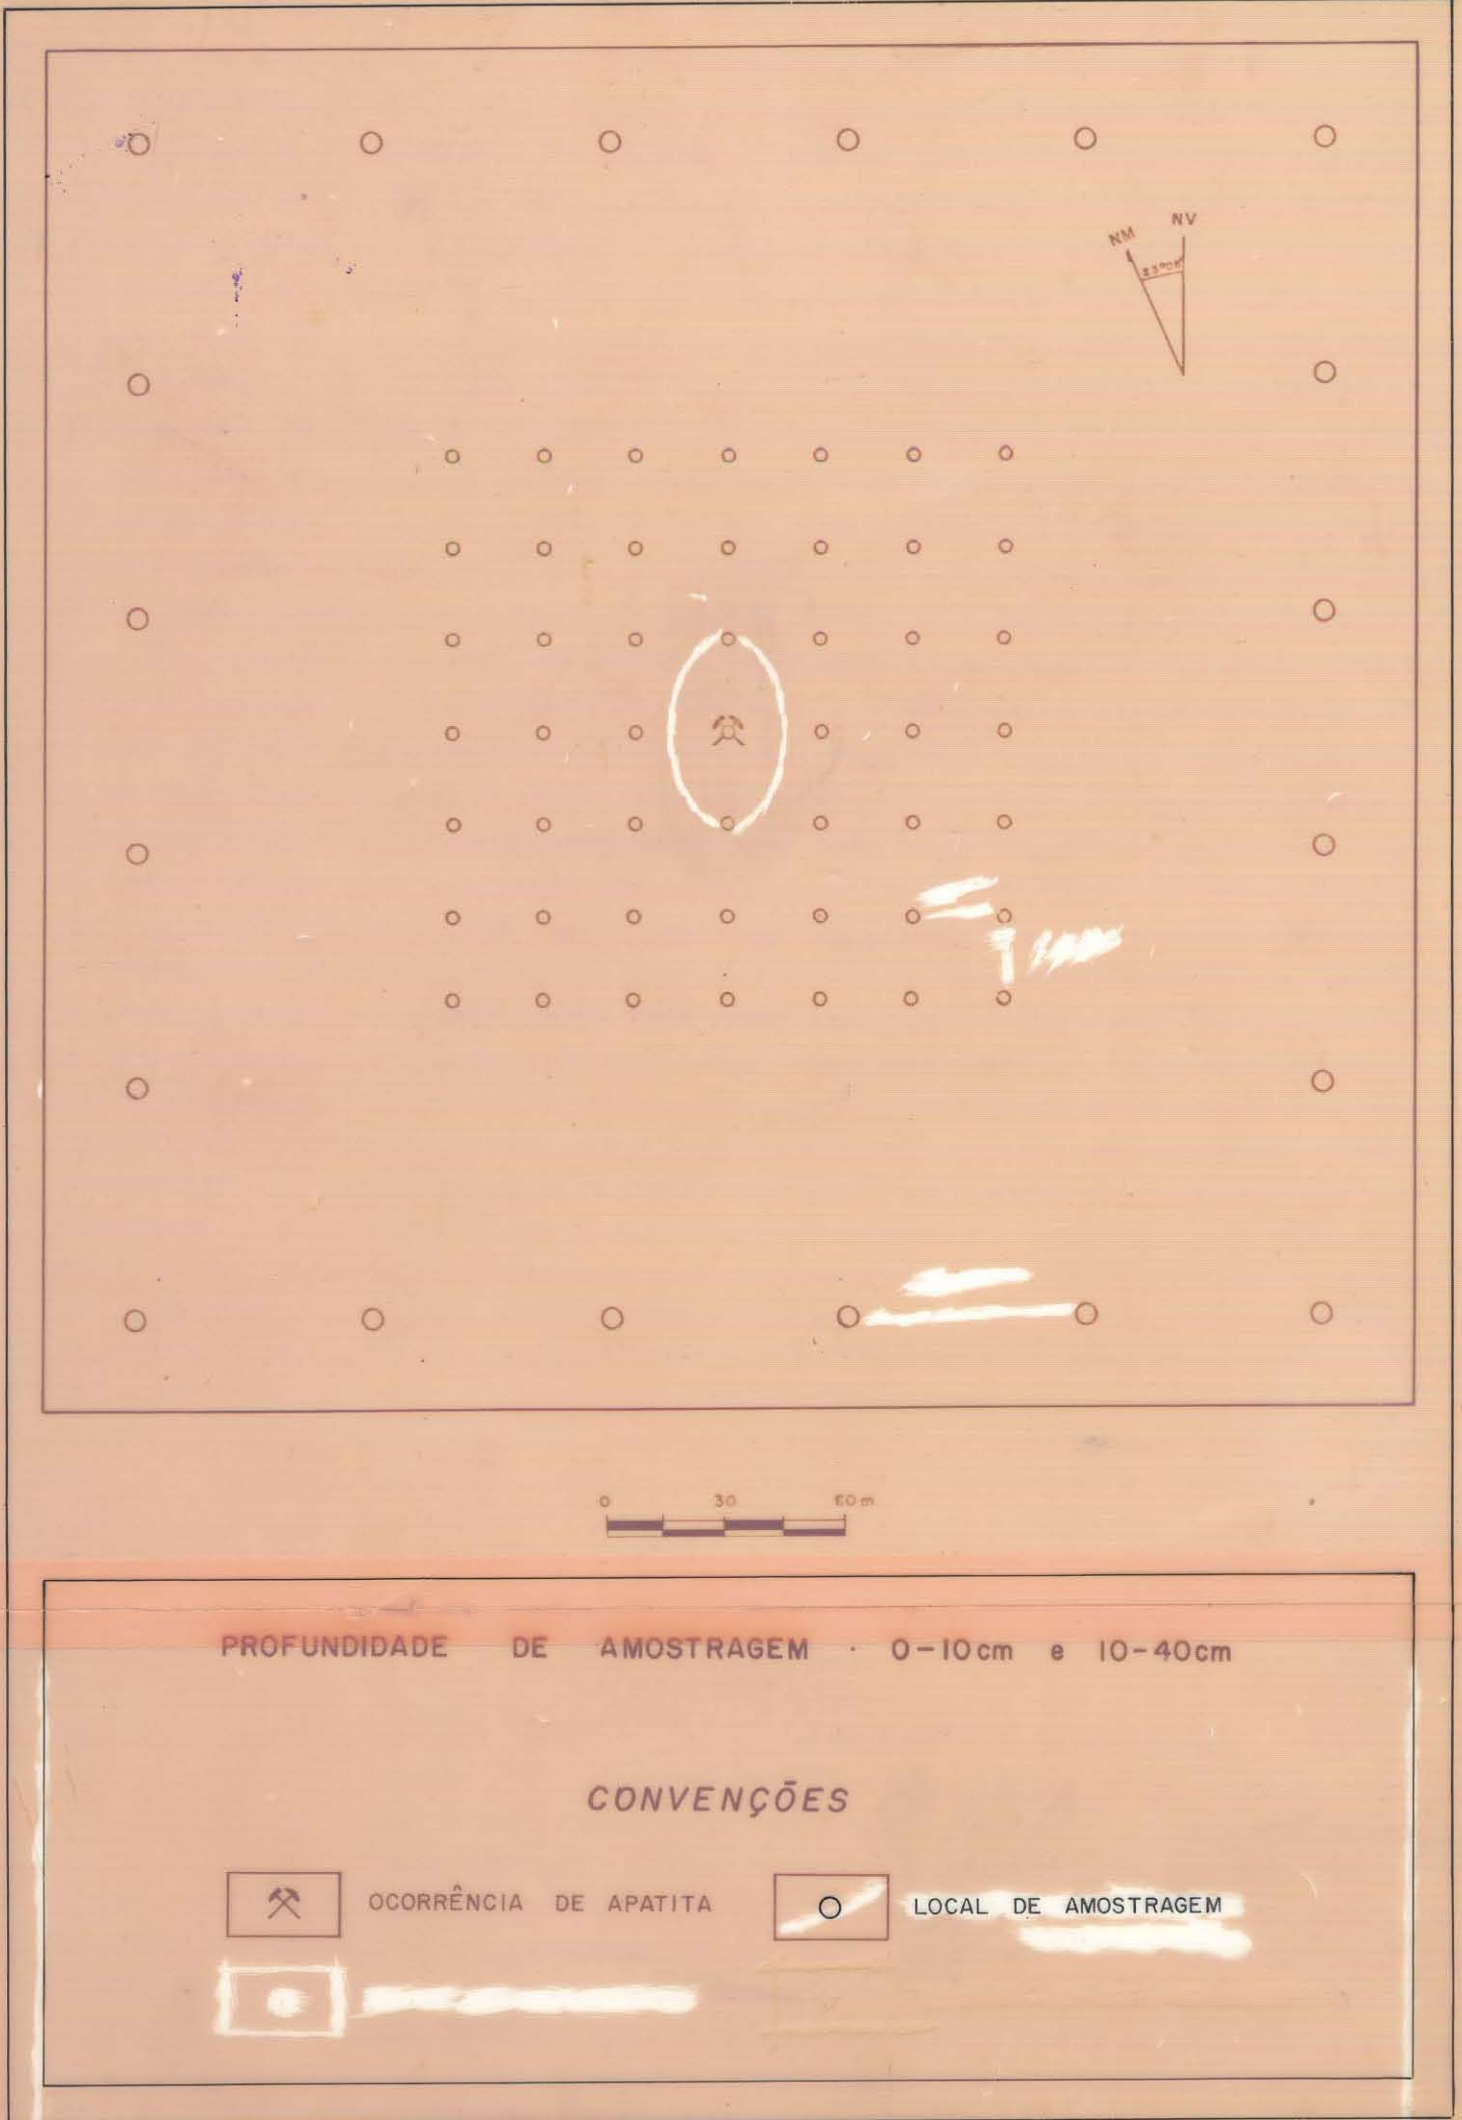 NV
NM
23º08'
0 30 60m
PROFUNDIDADE DE AMOSTRAGEM · 0-10cm e 10-40cm
CONVENÇÕES
OCORRÊNCIA DE APATITA
LOCAL DE AMOSTRAGEM